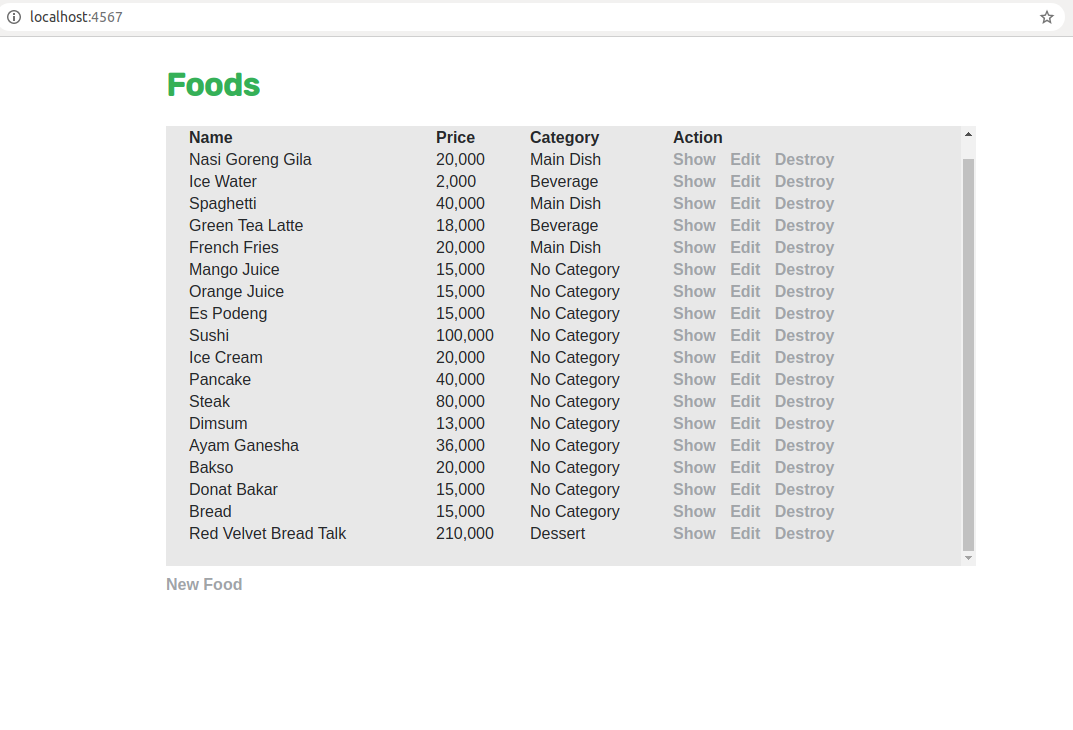 localhost:4567
Foods
Name Price Category Action
Nasi Goreng Gila 20,000 Main Dish Show Edit Destroy
Ice Water 2,000 Beverage Show Edit Destroy
Spaghetti 40,000 Main Dish Show Edit Destroy
Green Tea Latte 18,000 Beverage Show Edit Destroy
French Fries 20,000 Main Dish Show Edit Destroy
Mango Juice 15,000 No Category Show Edit Destroy
Orange Juice 15,000 No Category Show Edit Destroy
Es Podeng 15,000 No Category Show Edit Destroy
Sushi 100,000 No Category Show Edit Destroy
Ice Cream 20,000 No Category Show Edit Destroy
Pancake 40,000 No Category Show Edit Destroy
Steak 80,000 No Category Show Edit Destroy
Dimsum 13,000 No Category Show Edit Destroy
Ayam Ganesha 36,000 No Category Show Edit Destroy
Bakso 20,000 No Category Show Edit Destroy
Donat Bakar 15,000 No Category Show Edit Destroy
Bread 15,000 No Category Show Edit Destroy
Red Velvet Bread Talk 210,000 Dessert Show Edit Destroy
New Food